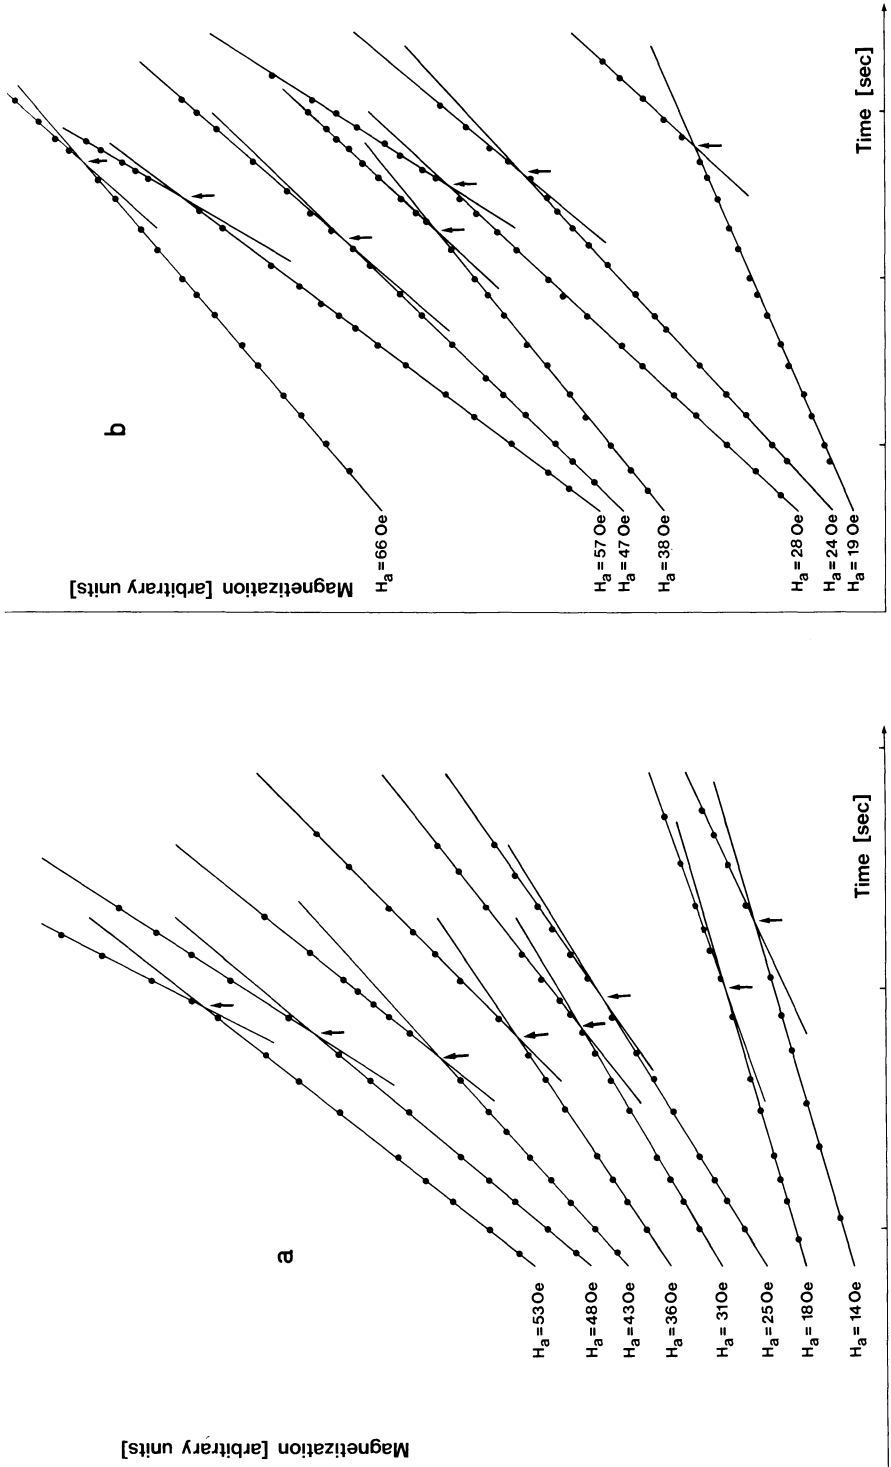 b
Magnetization [arbitrary units]
Hₐ = 66 Oe
Hₐ = 57 Oe
Hₐ = 47 Oe
Hₐ = 38 Oe
Hₐ = 28 Oe
Hₐ = 24 Oe
Hₐ = 19 Oe
Time [sec]
a
Magnetization [arbitrary units]
Hₐ = 53 Oe
Hₐ = 48 Oe
Hₐ = 43 Oe
Hₐ = 36 Oe
Hₐ = 31 Oe
Hₐ = 25 Oe
Hₐ = 18 Oe
Hₐ = 14 Oe
Time [sec]